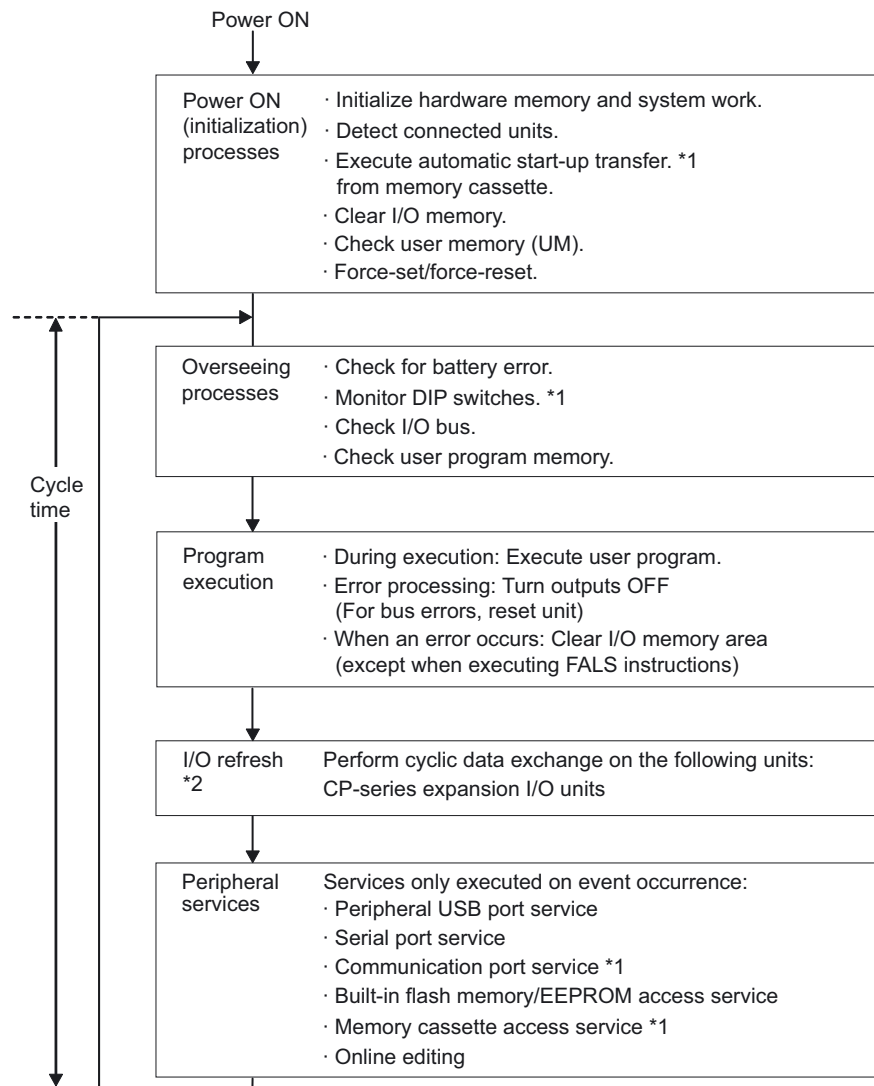 Power ON
Power ON
(initialization)
processes
· Initialize hardware memory and system work.
· Detect connected units.
· Execute automatic start-up transfer. *1
from memory cassette.
· Clear I/O memory.
· Check user memory (UM).
· Force-set/force-reset.
Cycle
time
Overseeing
processes
· Check for battery error.
· Monitor DIP switches. *1
· Check I/O bus.
· Check user program memory.
Program
execution
· During execution: Execute user program.
· Error processing: Turn outputs OFF
(For bus errors, reset unit)
· When an error occurs: Clear I/O memory area
(except when executing FALS instructions)
I/O refresh
*2
Perform cyclic data exchange on the following units:
CP-series expansion I/O units
Peripheral
services
Services only executed on event occurrence:
· Peripheral USB port service
· Serial port service
· Communication port service *1
· Built-in flash memory/EEPROM access service
· Memory cassette access service *1
· Online editing